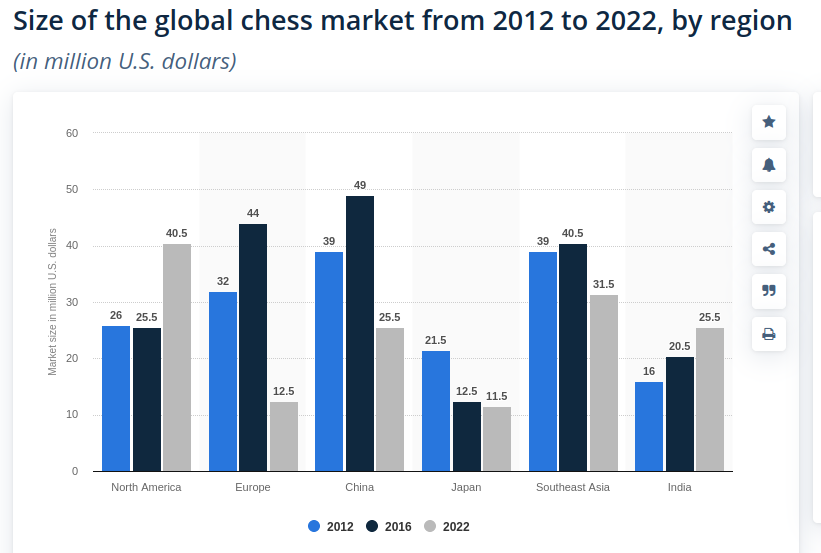 Size of the global chess market from 2012 to 2022, by region
(in million U.S. dollars)
Market size in million U.S. dollars
60
50
40
30
20
10
0
26 25.5 40.5
32 44 12.5
39 49 25.5
21.5 12.5 11.5
39 40.5 31.5
16 20.5 25.5
North America Europe China Japan Southeast Asia India
2012 2016 2022